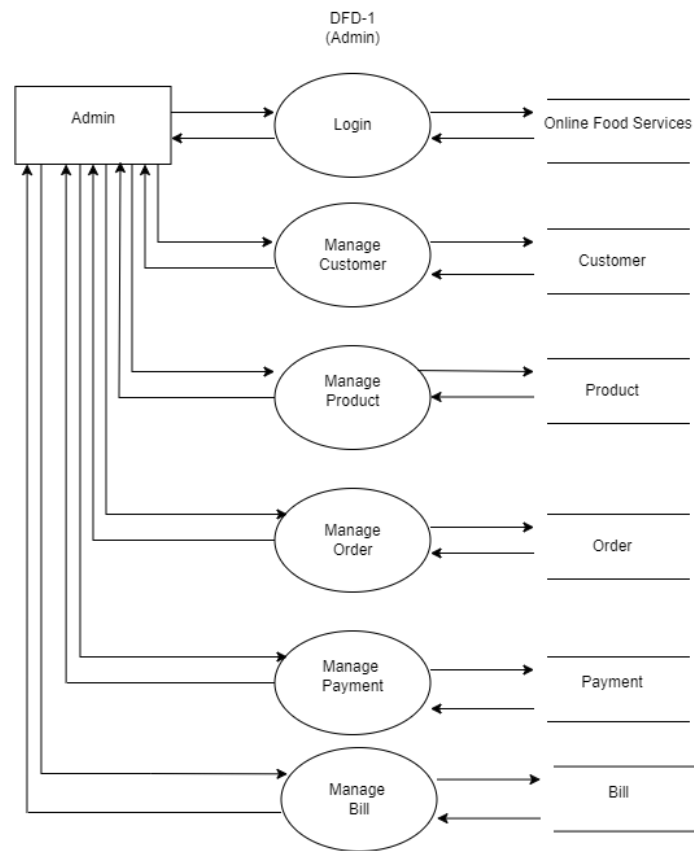 DFD-1
(Admin)
Admin
Login
Online Food Services
Manage
Customer
Customer
Manage
Product
Product
Manage
Order
Order
Manage
Payment
Payment
Manage
Bill
Bill